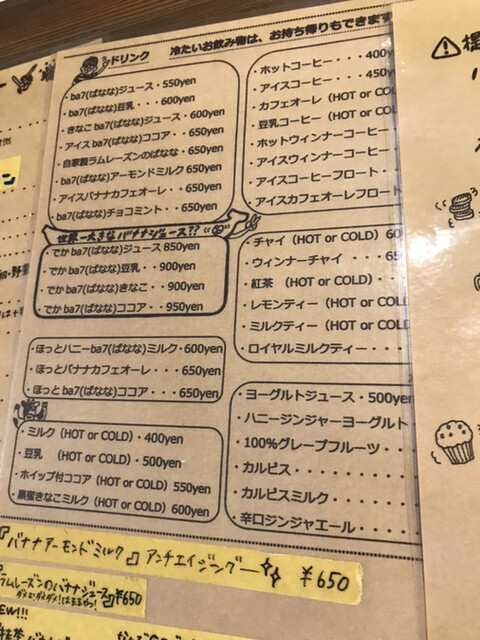 ドリンク
冷たいお飲み物は、お持ち帰りもできます
・ba7(ばなな)ジュース・550yen
・ba7(ばなな)豆乳・・600yen
・きなこba7(ばなな)ジュース・600yen
・アイスba7(ばなな)ココア・・650yen
・自家製ラムレーズンのばなな・650yen
・ba7(ばなな)アーモンドミルク650yen
・アイスバナナカフェオーレ・・650yen
・ba7(ばなな)チョコミント・・650yen
世界一大きなバナナジュース??
・でかba7(ばなな)ジュース850yen
・でかba7(ばなな)豆乳・・900yen
・でかba7(ばなな)きなこ・・900yen
・でかba7(ばなな)ココア・・950yen
・ほっとハニーba7(ばなな)ミルク・600yen
・ほっとバナナカフェオーレ・・・650yen
・ほっとba7(ばなな)ココア・・・650yen
・ミルク(HOT or COLD)・400yen
・豆乳 (HOT or COLD)・500yen
・ホイップ付ココア(HOT or COLD)550yen
・黒蜜きなこミルク(HOT or COLD)600yen
・ホットコーヒー・・・400y
・アイスコーヒー・・・450y
・カフェオーレ(HOT or COL
・豆乳コーヒー(HOT or COL
・ホットウィンナーコーヒー・
・アイスウィンナーコーヒー・
・アイスコーヒーフロート・・
・アイスカフェオーレフロート・
・チャイ(HOT or COLD)60
・ウィンナーチャイ・・・65
・紅茶 (HOT or COLD)・・
・レモンティー(HOT or COLD
・ミルクティー(HOT or COLD
・ロイヤルミルクティー・・・・
・ヨーグルトジュース・500yen
・ハニージンジャーヨーグルト
・100%グレープフルーツ・・
・カルピス・・・・・・・・・
・カルピスミルク・・・・・・
・辛口ジンジャエール・・・・
『バナナアーモンドミルク』アンチエイジングー ¥650
ラムレーズンのバナナジュース』¥650
NEW!!!